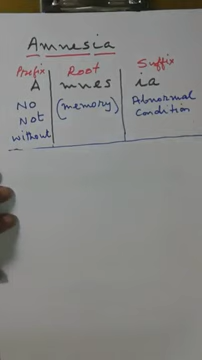 Amnesia
Prefix Root Suffix
A mnes ia
No (memory) Abnormal
Not Condition
without